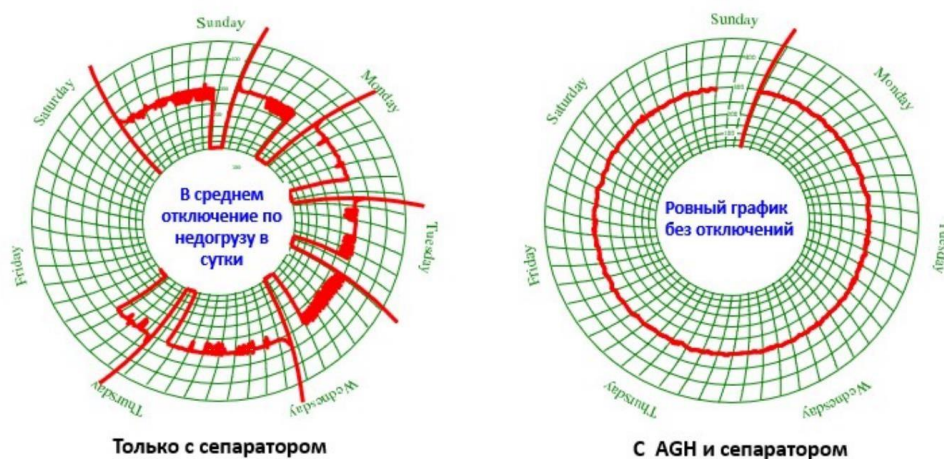 Sunday
Monday
Tuesday
Wednesday
Thursday
Friday
Saturday
В среднем
отключение по
недогрузу в
сутки
Только с сепаратором
Sunday
Monday
Tuesday
Wednesday
Thursday
Friday
Saturday
Ровный график
без отключений
С AGH и сепаратором